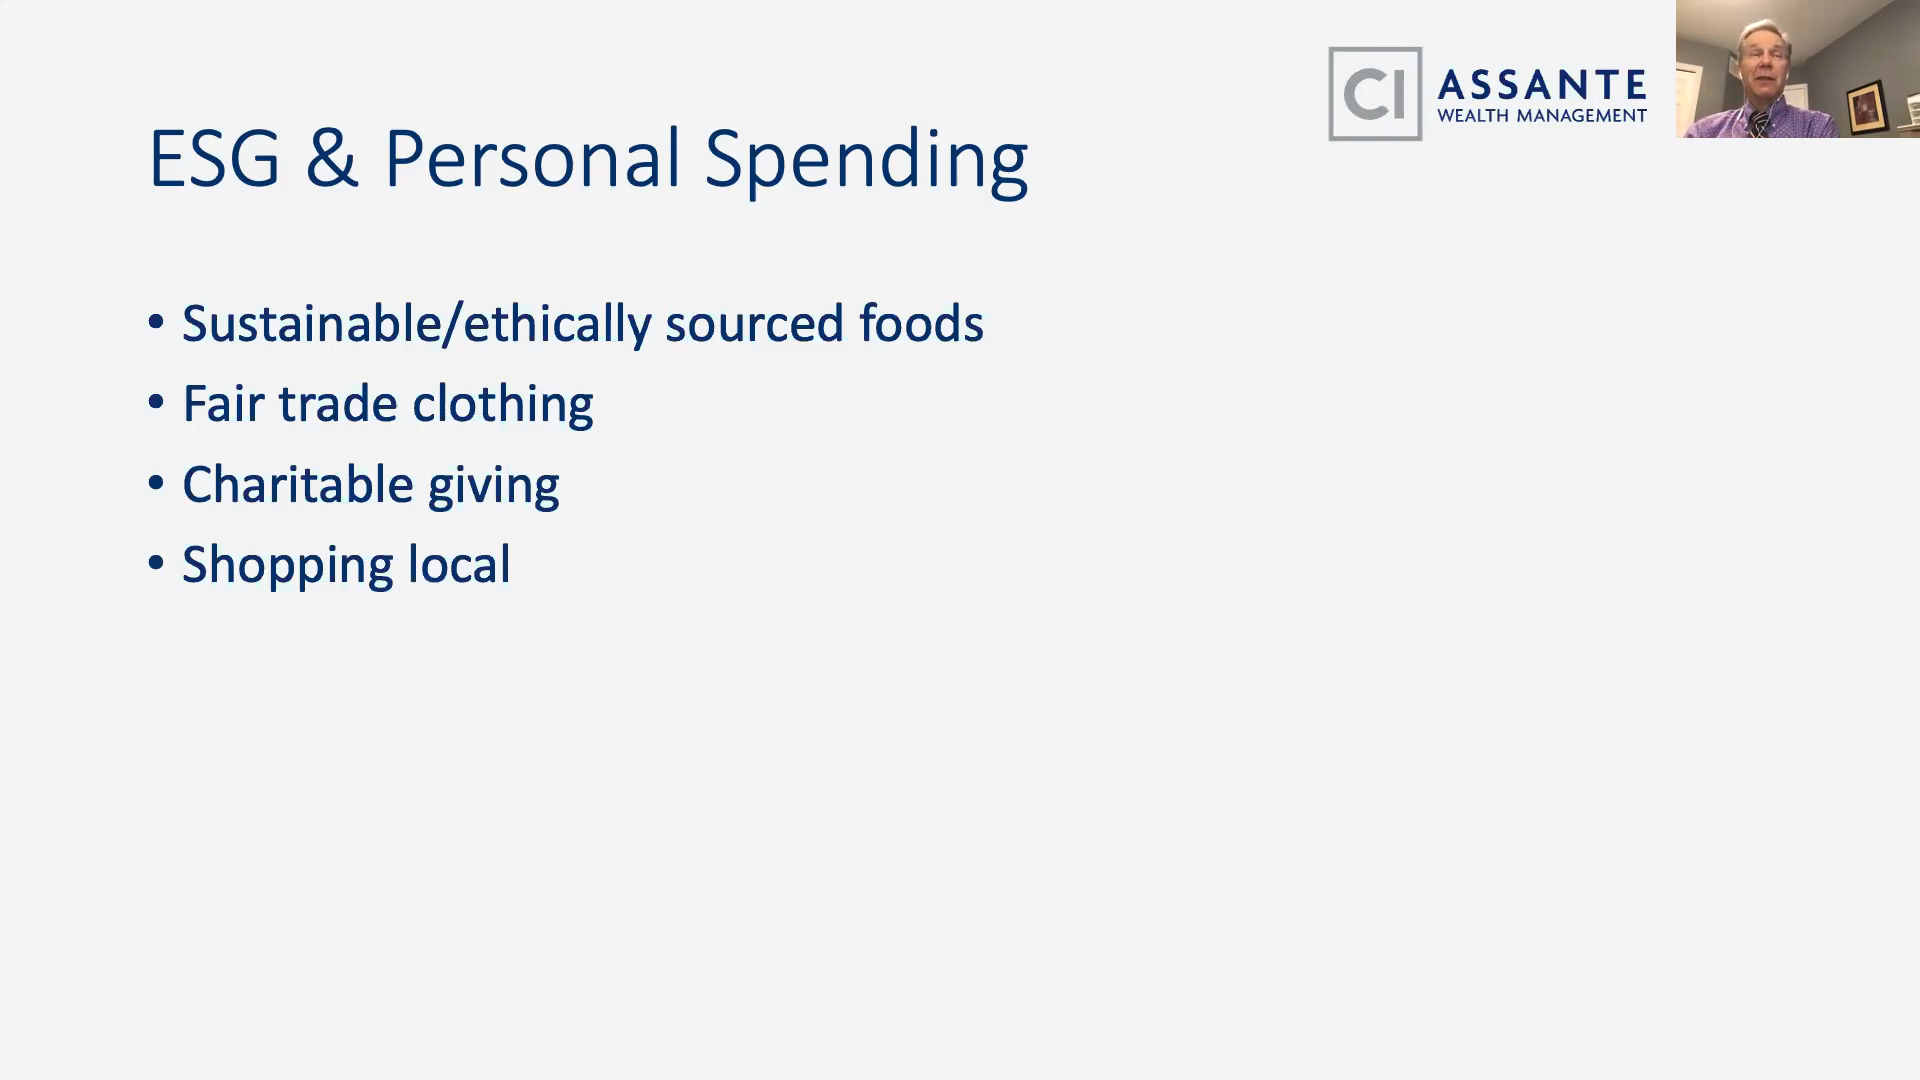 CI ASSANTE
WEALTH MANAGEMENT
ESG & Personal Spending
• Sustainable/ethically sourced foods
• Fair trade clothing
• Charitable giving
• Shopping local